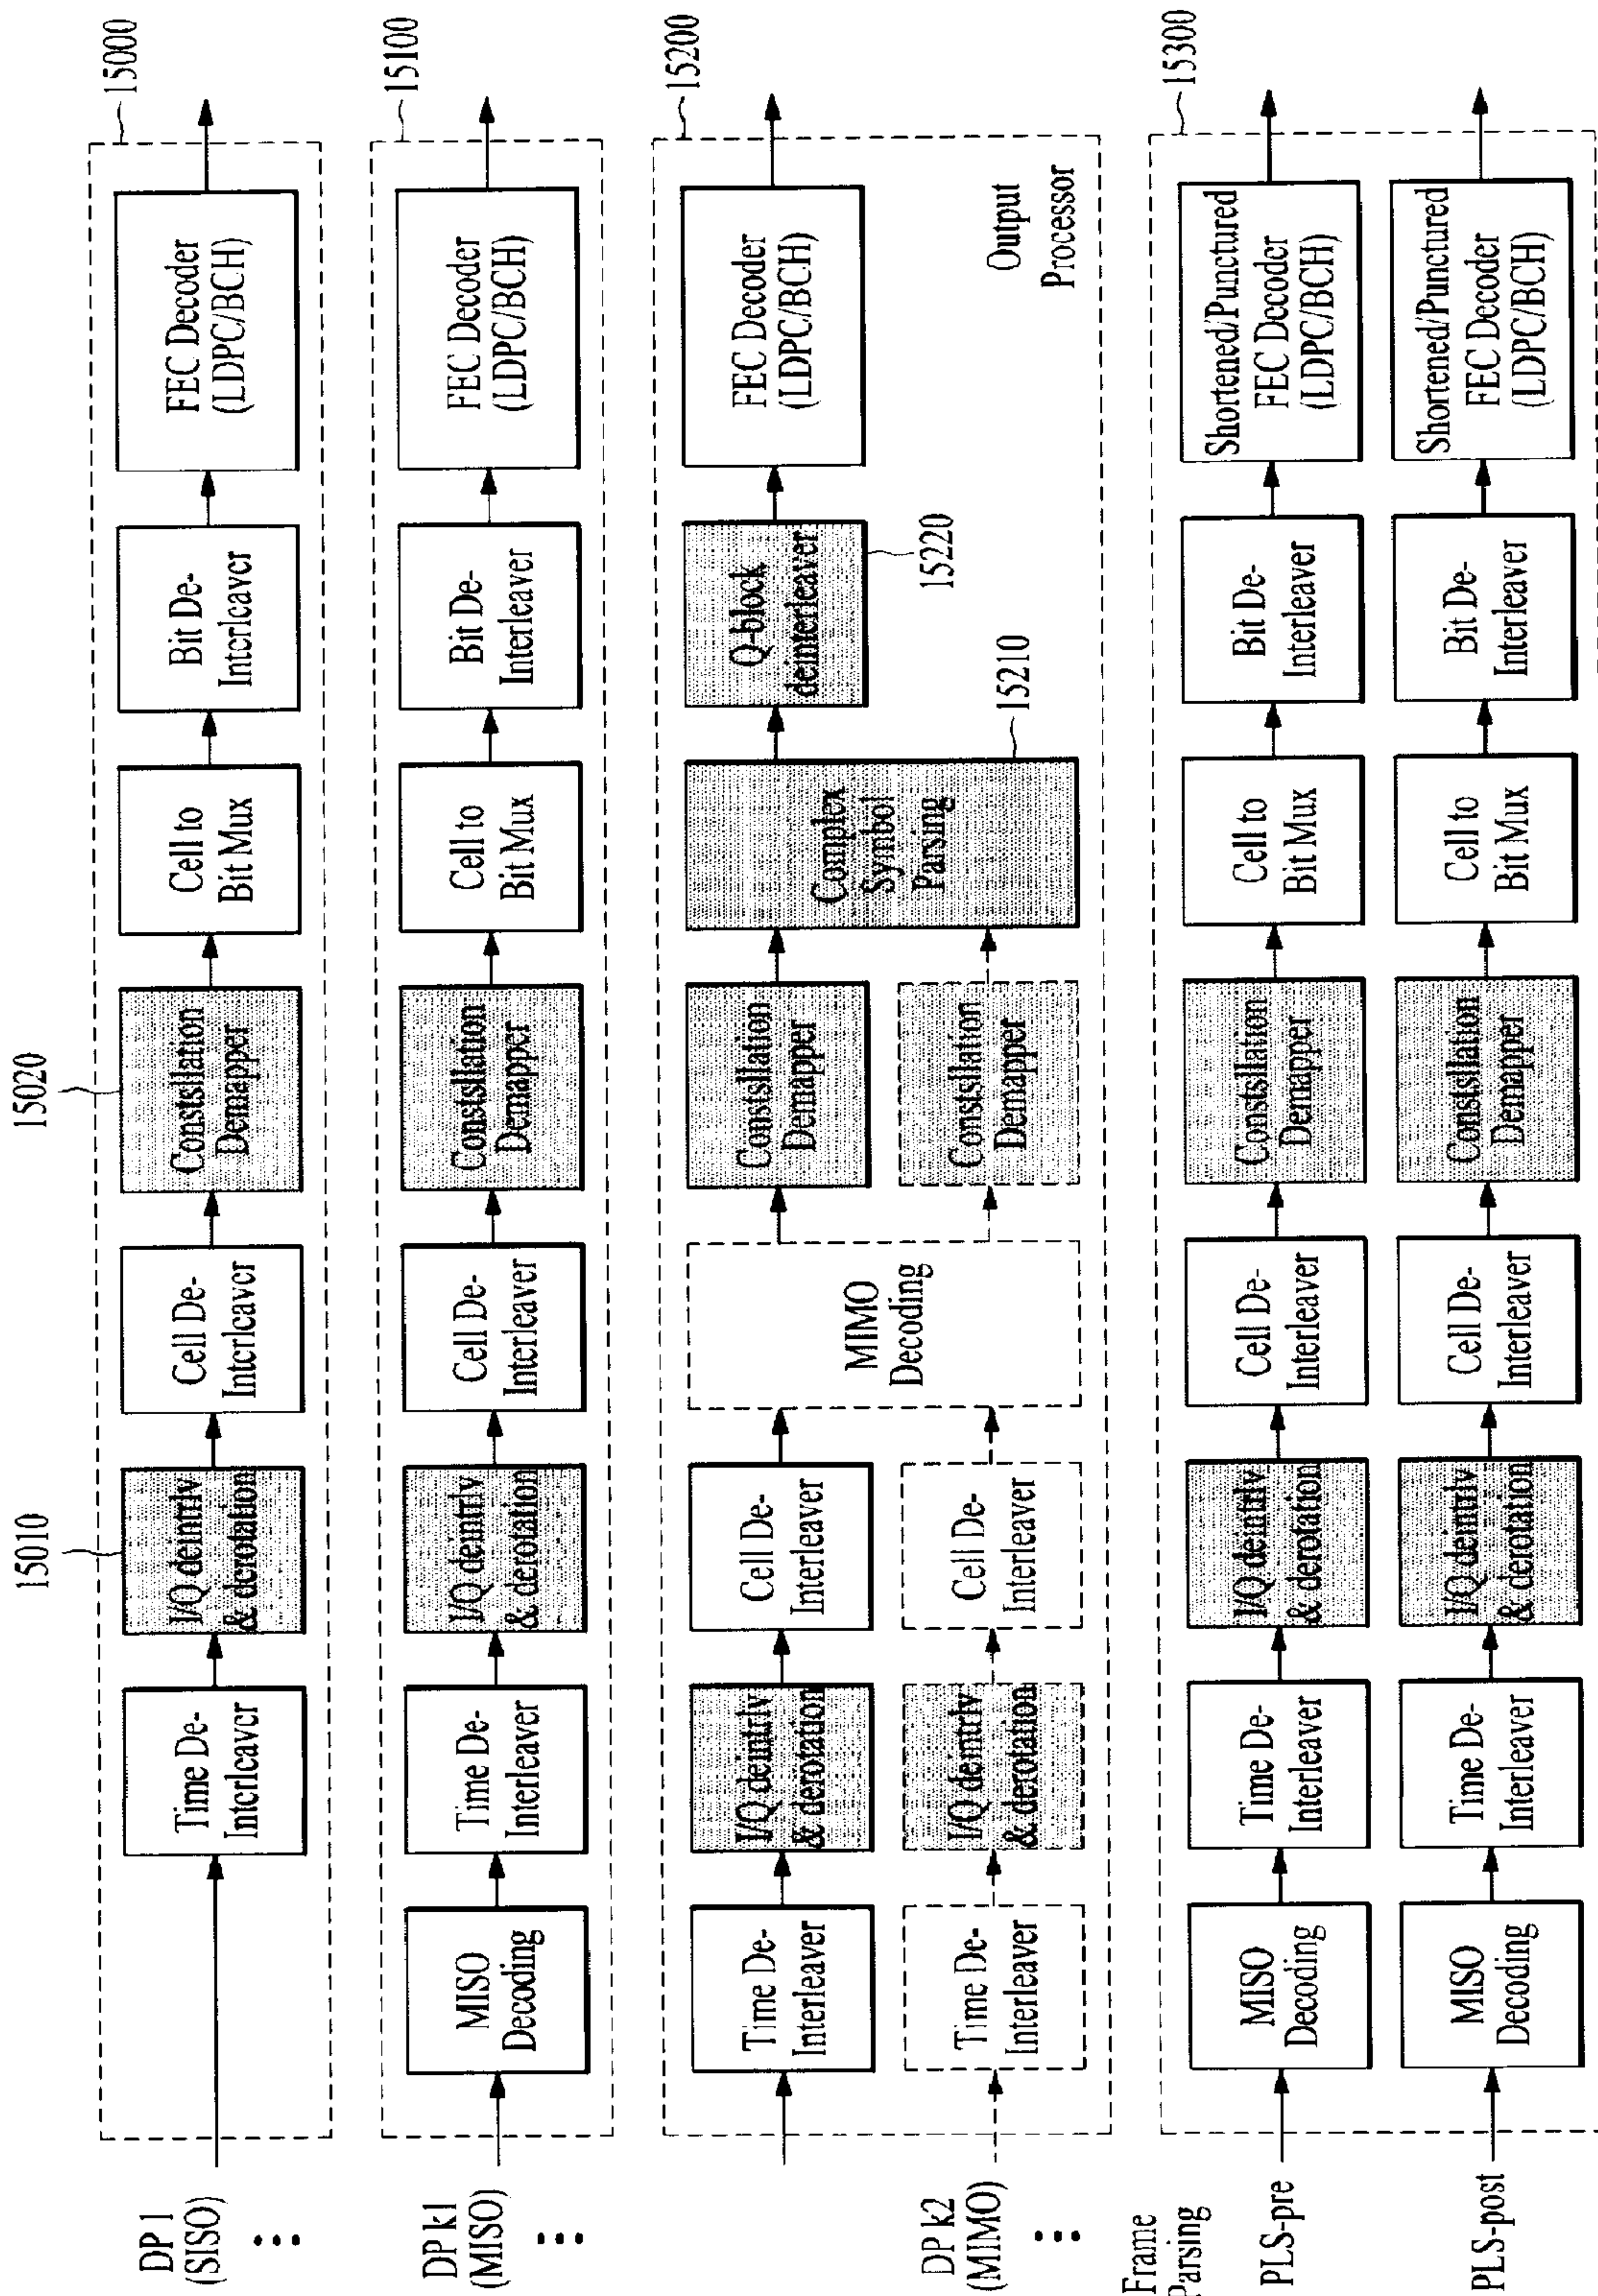 DP 1
(SISO)
Time De-
Interleaver
15010
I/Q deintrlv
& derotation
Cell De-
Interleaver
15020
Constsllation
Demapper
Cell to
Bit Mux
Bit De-
Interleaver
FEC Decoder
(LDPC/BCH)
15000
DP k1
(MISO)
MISO
Decoding
Time De-
Interleaver
I/Q deintrlv
& derotation
Cell De-
Interleaver
Constsllation
Demapper
Cell to
Bit Mux
Bit De-
Interleaver
FEC Decoder
(LDPC/BCH)
15100
DP k2
(MIMO)
Time De-
Interleaver
I/Q deintrlv
& derotation
Cell De-
Interleaver
Time De-
Interleaver
I/Q deintrlv
& derotation
Cell De-
Interleaver
MIMO
Decoding
Constsllation
Demapper
Constsllation
Demapper
Complex
Symbol
Parsing
15210
Q-block
deinterleaver
15220
FEC Decoder
(LDPC/BCH)
Output
Processor
15200
Frame
Parsing
PLS-pre
MISO
Decoding
Time De-
Interleaver
I/Q deintrlv
& derotation
Cell De-
Interleaver
Constsllation
Demapper
Cell to
Bit Mux
Bit De-
Interleaver
Shortened/Punctured
FEC Decoder
(LDPC/BCH)
15300
PLS-post
MISO
Decoding
Time De-
Interleaver
I/Q deintrlv
& derotation
Cell De-
Interleaver
Constsllation
Demapper
Cell to
Bit Mux
Bit De-
Interleaver
Shortened/Punctured
FEC Decoder
(LDPC/BCH)